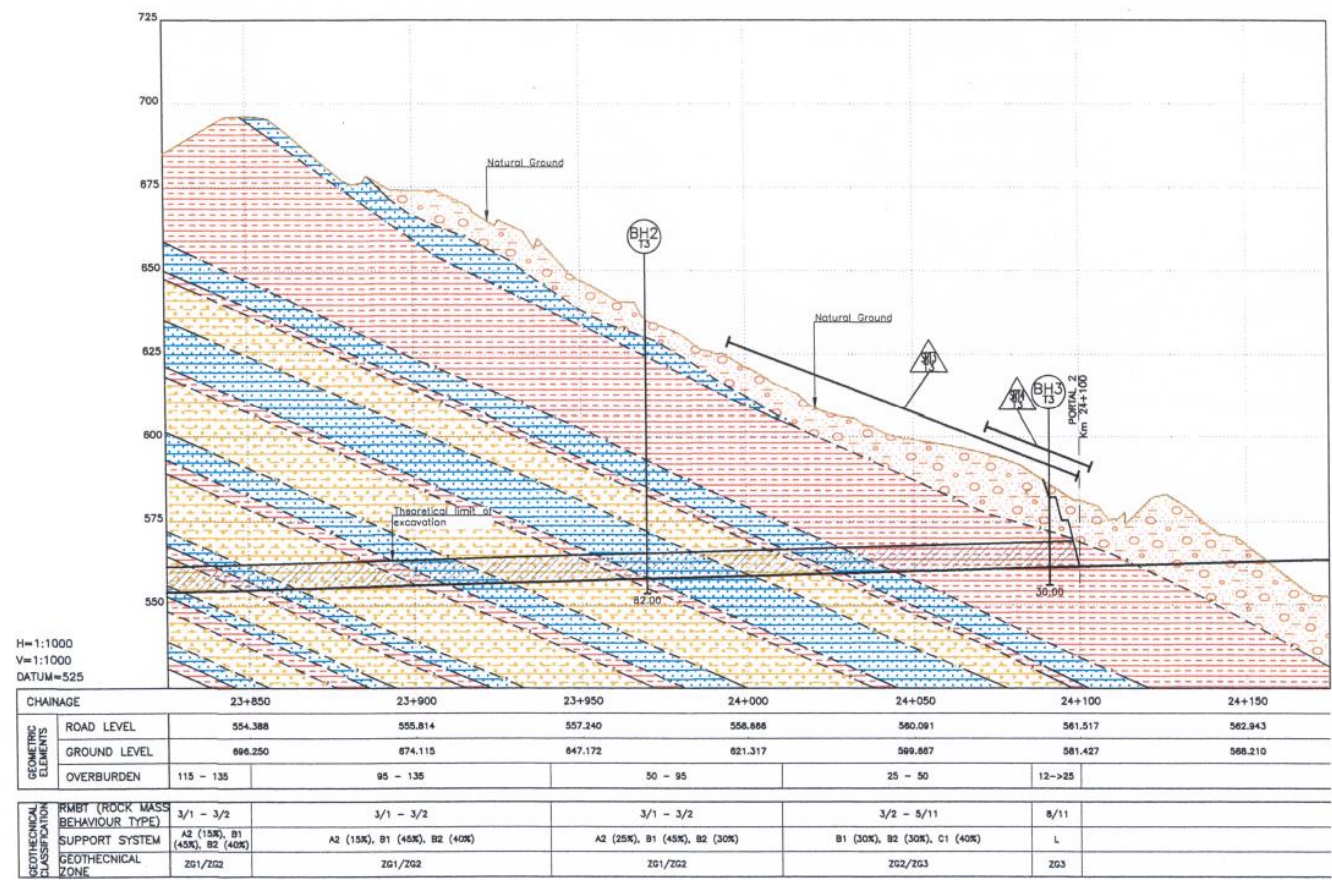 725
700
675
650
625
600
575
550
Natural Ground
BH2
T3
Natural Ground
T3
BH3
T3
PORTAL 2
Km 24+100
Theoretical limit of
excavation
82.00
30.00
H=1:1000
V=1:1000
DATUM=525
CHAINAGE 23+850 23+900 23+950 24+000 24+050 24+100 24+150
GEOMETRIC
ELEMENTS
ROAD LEVEL 554.388 555.814 557.240 558.666 560.091 561.517 562.943
GROUND LEVEL 696.250 674.115 647.172 621.317 599.867 581.427 568.210
OVERBURDEN 115 - 135 95 - 135 50 - 95 25 - 50 12->25
GEOTHECNICAL
CLASSIFICATION
RMBT (ROCK MASS
BEHAVIOUR TYPE) 3/1 - 3/2 3/1 - 3/2 3/1 - 3/2 3/2 - 5/11 8/11
SUPPORT SYSTEM A2 (15%), B1
(45%), B2 (40%) A2 (15%), B1 (45%), B2 (40%) A2 (25%), B1 (45%), B2 (30%) B1 (30%), B2 (30%), C1 (40%) L
GEOTHECNICAL
ZONE ZG1/ZG2 ZG1/ZG2 ZG1/ZG2 ZG2/ZG3 ZG3